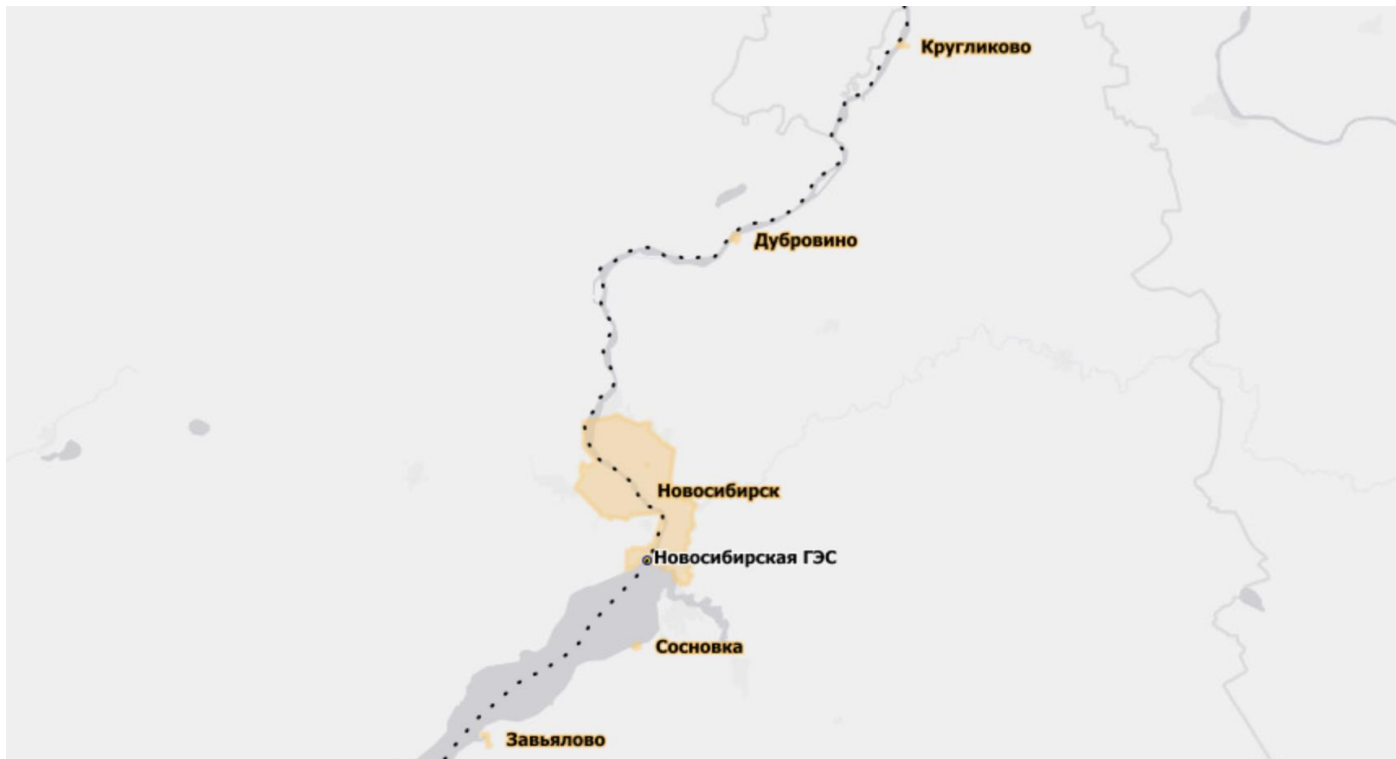 Кругликово
Дубровино
Новосибирск
Новосибирская ГЭС
Сосновка
Завьялово